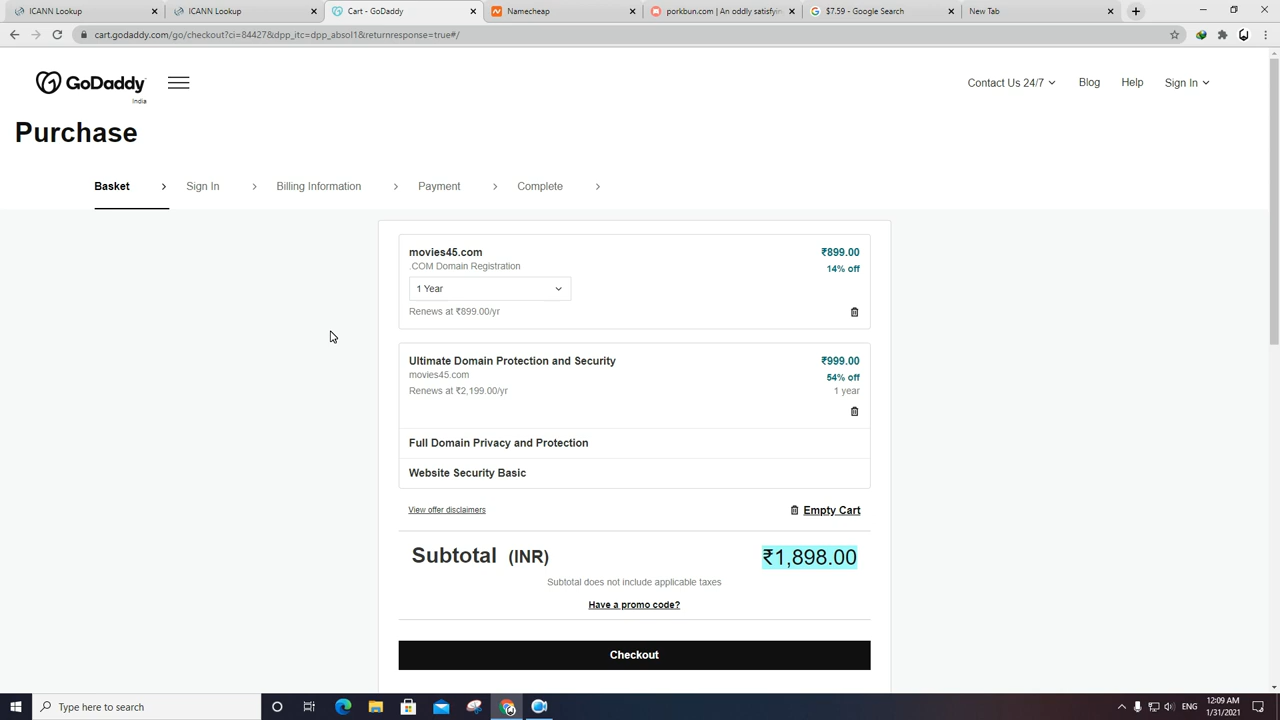 ICANN Lookup
ICANN Lookup
Cart - GoDaddy
Namecheap
porkbun.com | An oddly satisfyin
$7.59 - Google Search
New Tab
cart.godaddy.com/go/checkout?ci=84427&dpp_itc=dpp_absol1&returnresponse=true#/
GoDaddy
India
Contact Us 24/7
Blog
Help
Sign In
Purchase
Basket
Sign In
Billing Information
Payment
Complete
movies45.com
₹899.00
.COM Domain Registration
14% off
1 Year
Renews at ₹899.00/yr
Ultimate Domain Protection and Security
₹999.00
movies45.com
54% off
Renews at ₹2,199.00/yr
1 year
Full Domain Privacy and Protection
Website Security Basic
View offer disclaimers
Empty Cart
Subtotal (INR)
₹1,898.00
Subtotal does not include applicable taxes
Have a promo code?
Checkout
Type here to search
ENG
12:09 AM
1/31/2021